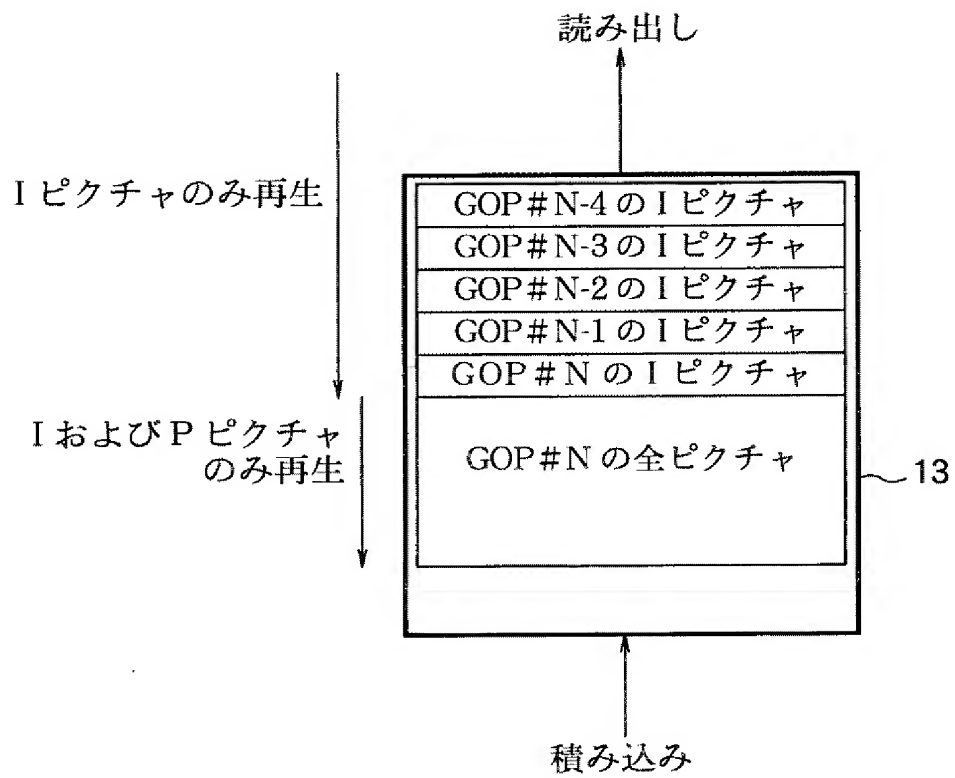 読み出し
Iピクチャのみ再生
GOP#N-4のIピクチャ
GOP#N-3のIピクチャ
GOP#N-2のIピクチャ
GOP#N-1のIピクチャ
GOP#NのIピクチャ
IおよびPピクチャ
のみ再生
GOP#Nの全ピクチャ
13
積み込み